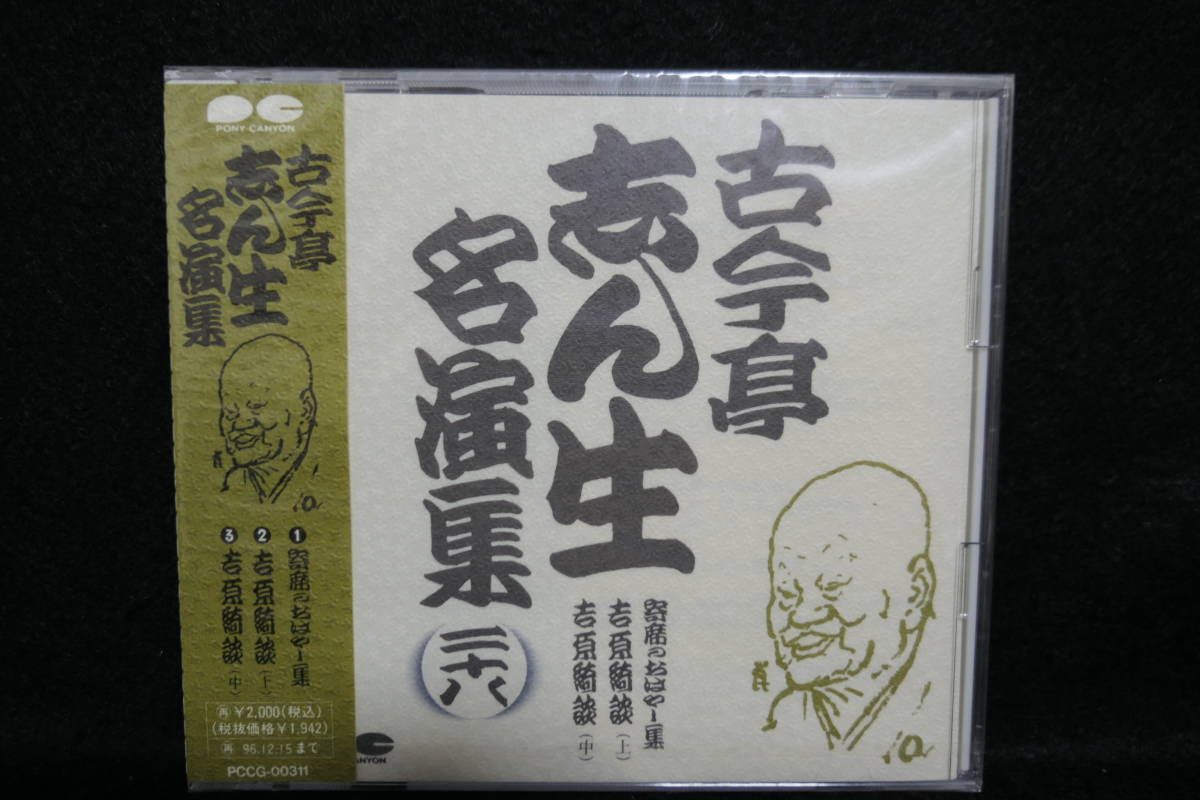 PONY CANYON
古今亭
志ん生
名演集
❶寄席のおはやし集
❷吉原綺談(上)
❸吉原綺談(中)
再 ¥2,000(税込)
(税抜価格¥1,942)
再 96.12.15まで
PCCG-00311
古今亭
志ん生
名演集
二十八
寄席のおはやし集
吉原綺談(上)
吉原綺談(中)
ANYON